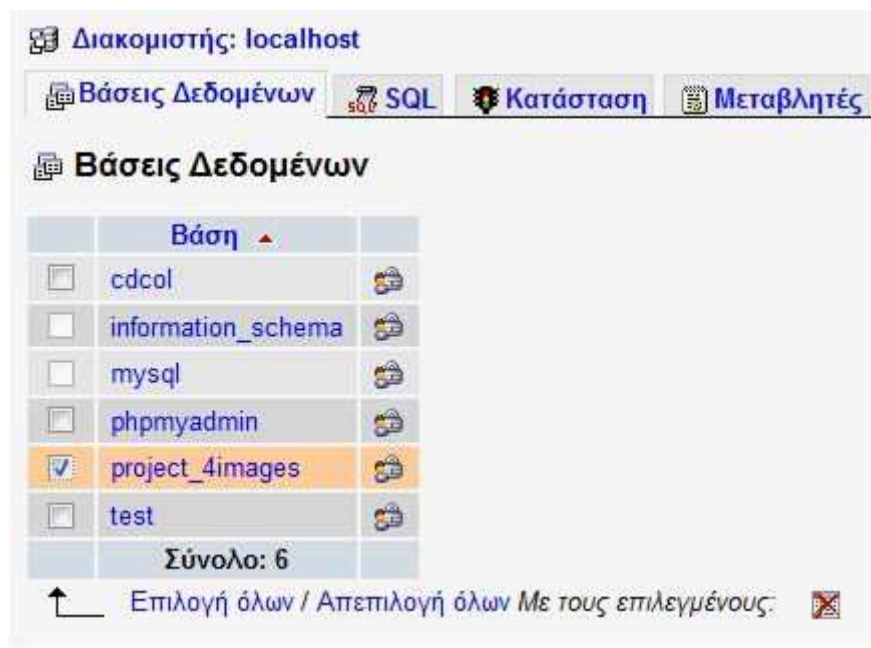 Διακομιστής: localhost
Βάσεις Δεδομένων SQL Κατάσταση Μεταβλητές
Βάσεις Δεδομένων
Βάση
cdcol
information_schema
mysql
phpmyadmin
project_4images
test
Σύνολο: 6
Επιλογή όλων / Απεπιλογή όλων Με τους επιλεγμένους: